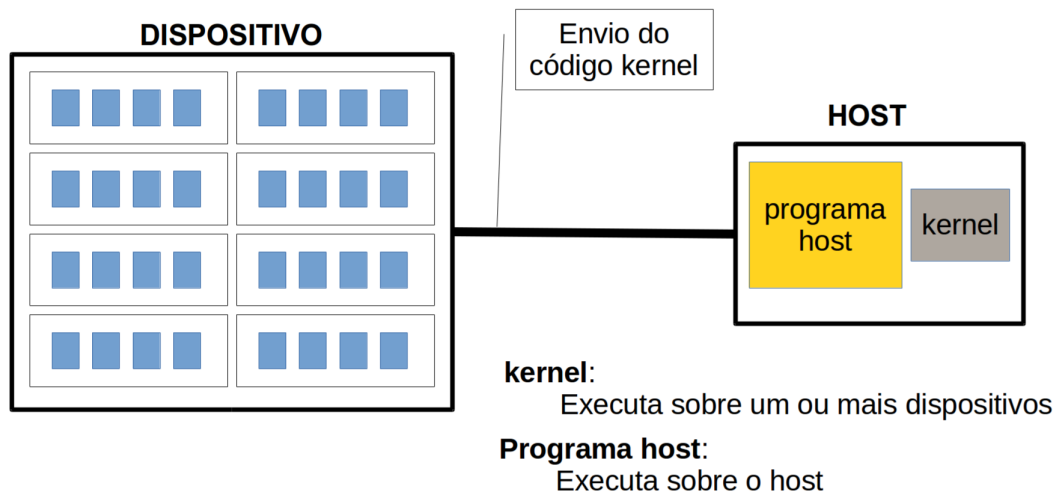 DISPOSITIVO
Envio do
código kernel
HOST
programa
host
kernel
kernel:
Executa sobre um ou mais dispositivos
Programa host:
Executa sobre o host